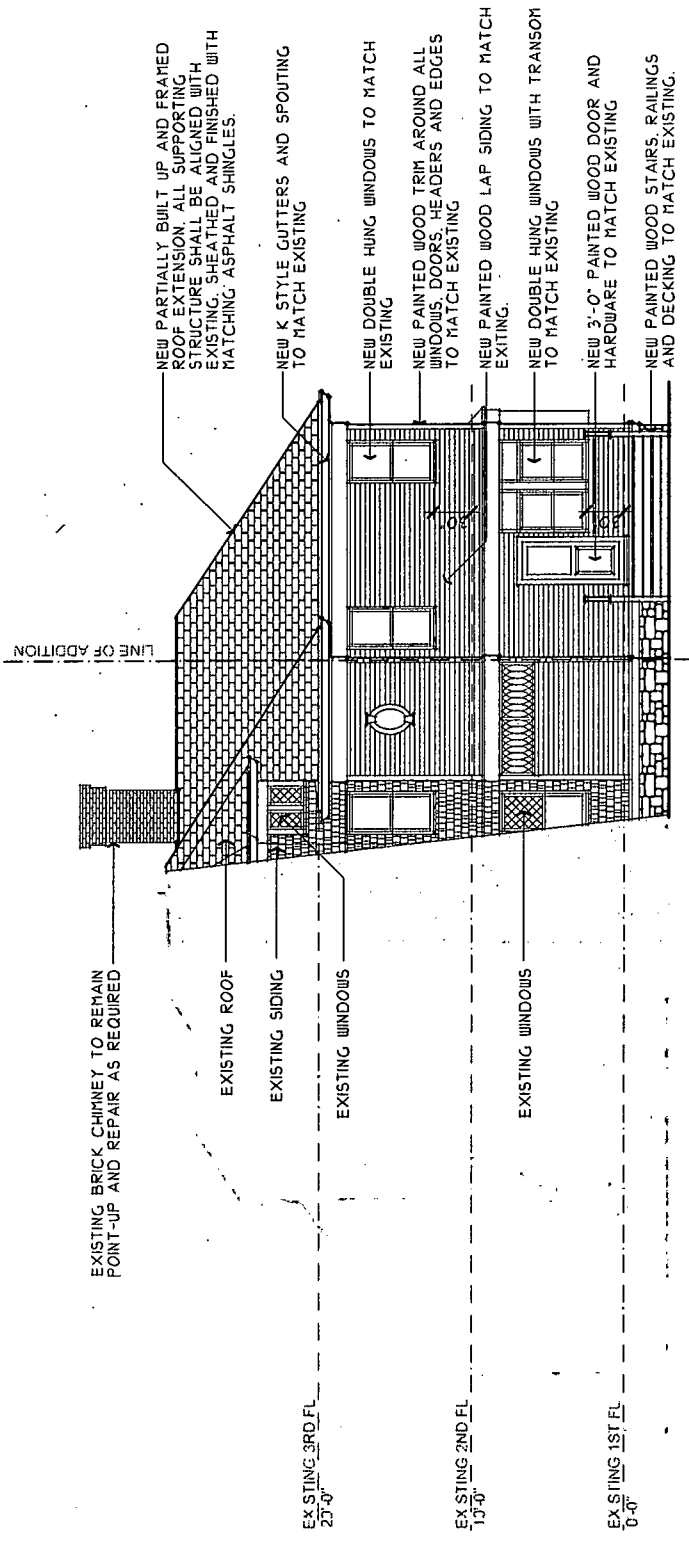 NEW PARTIALLY BUILT UP AND FRAMED
ROOF EXTENSION. ALL SUPPORTING
STRUCTURE SHALL BE ALIGNED WITH
EXISTING, SHEATHED AND FINISHED WITH
MATCHING ASPHALT SHINGLES.
NEW K STYLE GUTTERS AND SPOUTING
TO MATCH EXISTING
NEW DOUBLE HUNG WINDOWS TO MATCH
EXISTING
NEW PAINTED WOOD TRIM AROUND ALL
WINDOWS, DOORS, HEADERS AND EDGES
TO MATCH EXISTING
NEW PAINTED WOOD LAP SIDING TO MATCH
EXITING.
NEW DOUBLE HUNG WINDOWS WITH TRANSOM
TO MATCH EXISTING
NEW 3'-0" PAINTED WOOD DOOR AND
HARDWARE TO MATCH EXISTING
NEW PAINTED WOOD STAIRS, RAILINGS
AND DECKING TO MATCH EXISTING.
LINE OF ADDITION
EXISTING BRICK CHIMNEY TO REMAIN
POINT-UP AND REPAIR AS REQUIRED
EXISTING ROOF
EXISTING SIDING
EXISTING WINDOWS
EXISTING WINDOWS
EX STING 3RD FL
EX STING 2ND FL
EX STING 1ST FL
0'-0"